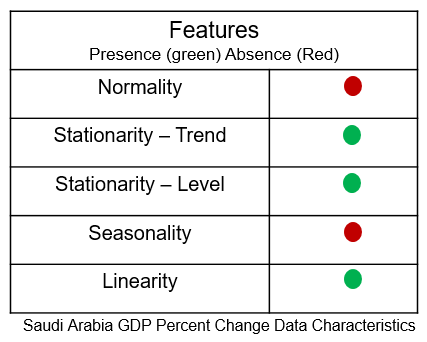 Features
Presence (green) Absence (Red)
Normality
Stationarity – Trend
Stationarity – Level
Seasonality
Linearity
Saudi Arabia GDP Percent Change Data Characteristics